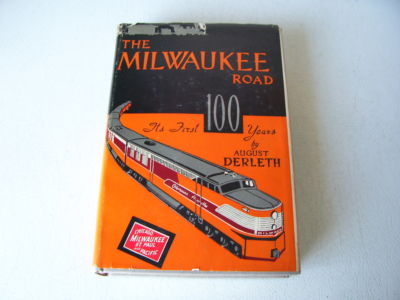 THE
MILWAUKEE
ROAD
Its First 100 Years
by
AUGUST
DERLETH
CHICAGO
MILWAUKEE
ST PAUL
AND
PACIFIC